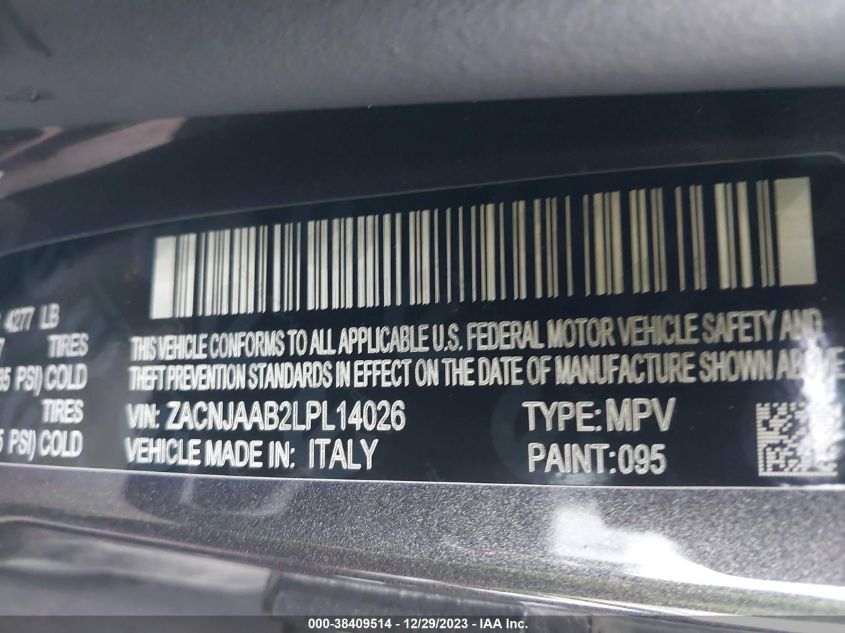 4277 LB
TIRES
PSI) COLD
TIRES
PSI) COLD
THIS VEHICLE CONFORMS TO ALL APPLICABLE U.S. FEDERAL MOTOR VEHICLE SAFETY AND
THEFT PREVENTION STANDARDS IN EFFECT ON THE DATE OF MANUFACTURE SHOWN ABOVE
VIN: ZACNJAAB2LPL14026 TYPE: MPV
VEHICLE MADE IN: ITALY PAINT:095
000-38409514 - 12/29/2023 - IAA Inc.